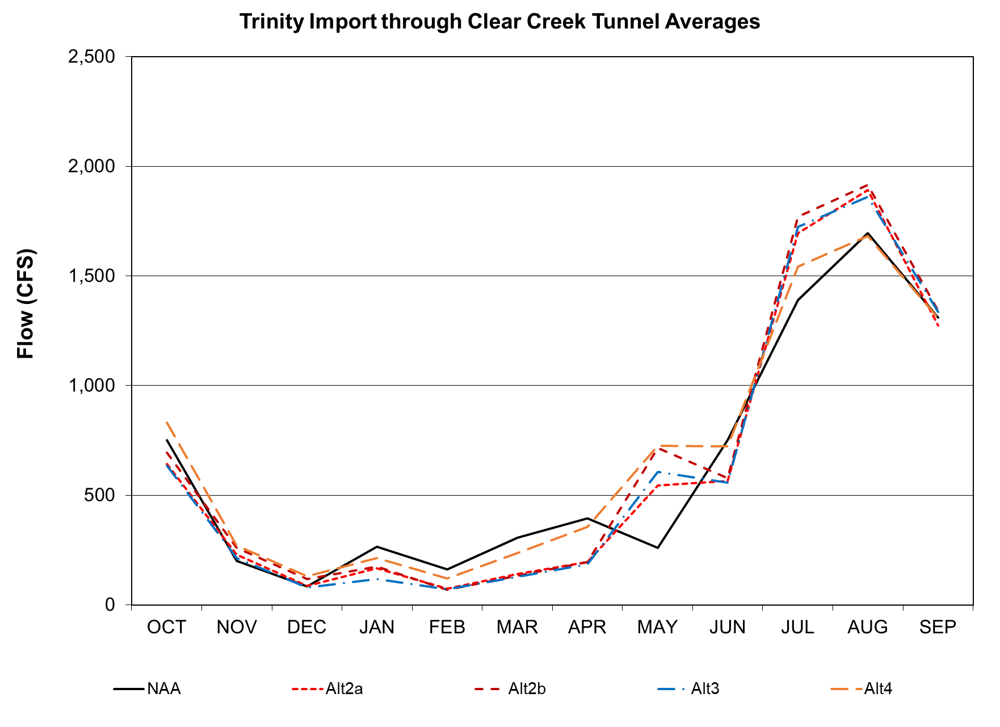 Trinity Import through Clear Creek Tunnel Averages
Flow (CFS)
2,500
2,000
1,500
1,000
500
0
OCT NOV DEC JAN FEB MAR APR MAY JUN JUL AUG SEP
NAA Alt2a Alt2b Alt3 Alt4